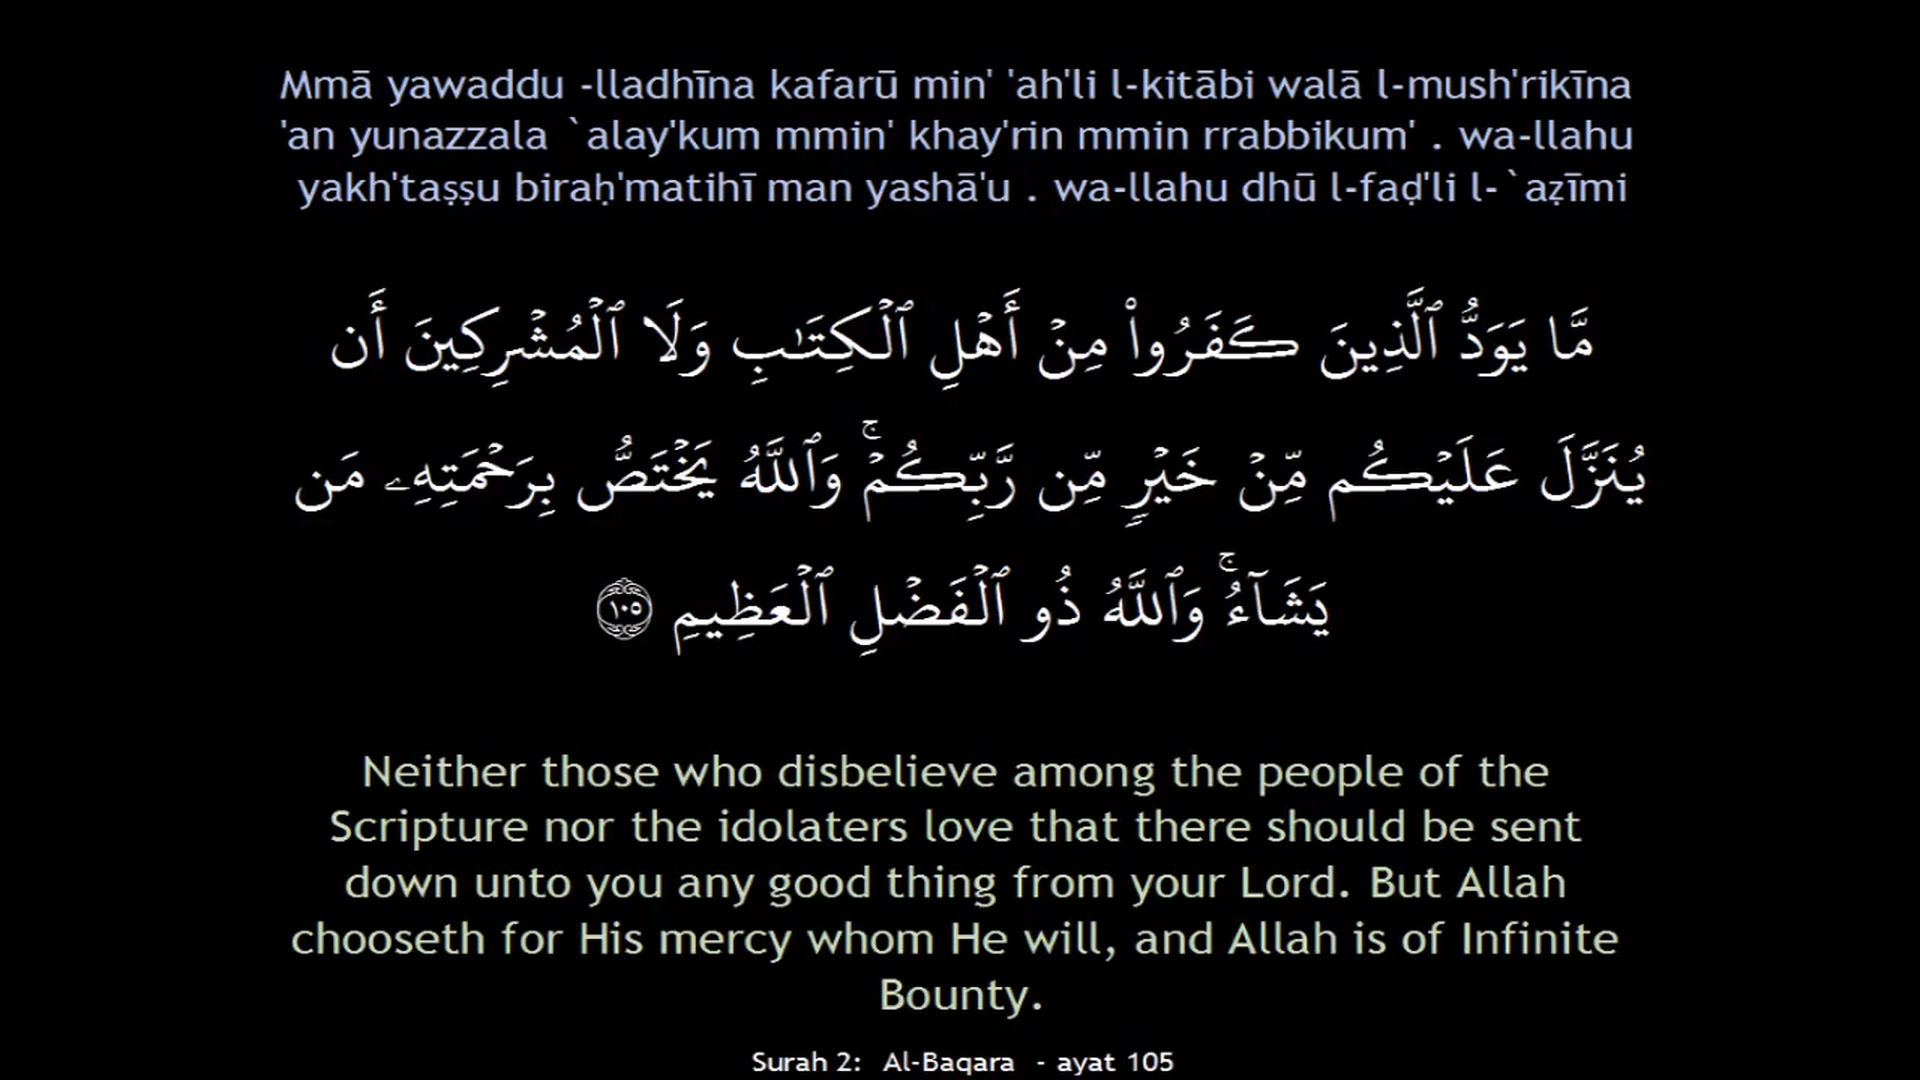 Mmā yawaddu -lladhīna kafarū min' 'ah'li l-kitābi walā l-mush'rikīna
'an yunazzala `alay'kum mmin' khay'rin mmin rrabbikum' . wa-llahu
yakh'taṣṣu biraḥ'matihī man yashā'u . wa-llahu dhū l-faḍ'li l-`aẓīmi
مَّا يَوَدُّ ٱلَّذِينَ كَفَرُوا۟ مِنْ أَهْلِ ٱلْكِتَـٰبِ وَلَا ٱلْمُشْرِكِينَ أَن
يُنَزَّلَ عَلَيْكُم مِّنْ خَيْرٍ مِّن رَّبِّكُمْ ۚ وَٱللَّهُ يَخْتَصُّ بِرَحْمَتِهِۦ مَن
يَشَآءُ ۚ وَٱللَّهُ ذُو ٱلْفَضْلِ ٱلْعَظِيمِ ١٠٥
Neither those who disbelieve among the people of the
Scripture nor the idolaters love that there should be sent
down unto you any good thing from your Lord. But Allah
chooseth for His mercy whom He will, and Allah is of Infinite
Bounty.
Surah 2: Al-Baqara - ayat 105